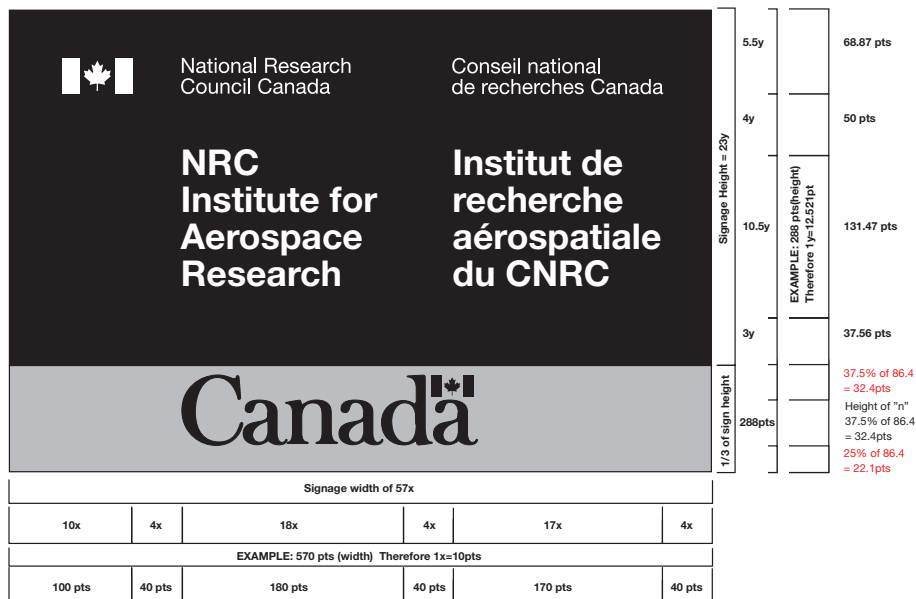 National Research
Council Canada
Conseil national
de recherches Canada
NRC
Institute for
Aerospace
Research
Institut de
recherche
aérospatiale
du CNRC
Canada
Signage Height = 23y
1/3 of sign height
5.5y
4y
10.5y
3y
288pts
EXAMPLE: 288 pts(height)
Therefore 1y=12.521pt
68.87 pts
50 pts
131.47 pts
37.56 pts
37.5% of 86.4
= 32.4pts
Height of "n"
37.5% of 86.4
= 32.4pts
25% of 86.4
= 22.1pts
Signage width of 57x
10x 4x 18x 4x 17x 4x
EXAMPLE: 570 pts (width) Therefore 1x=10pts
100 pts 40 pts 180 pts 40 pts 170 pts 40 pts